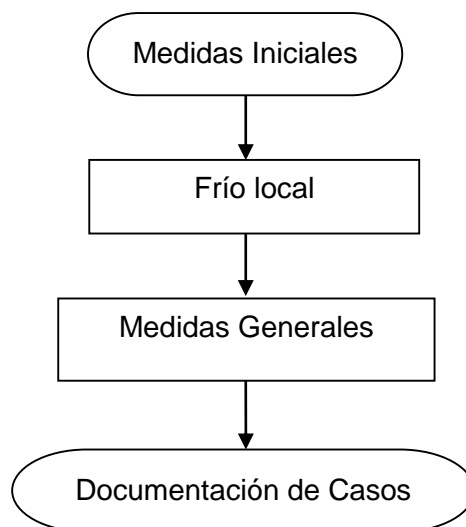 Medidas Iniciales
Frío local
Medidas Generales
Documentación de Casos